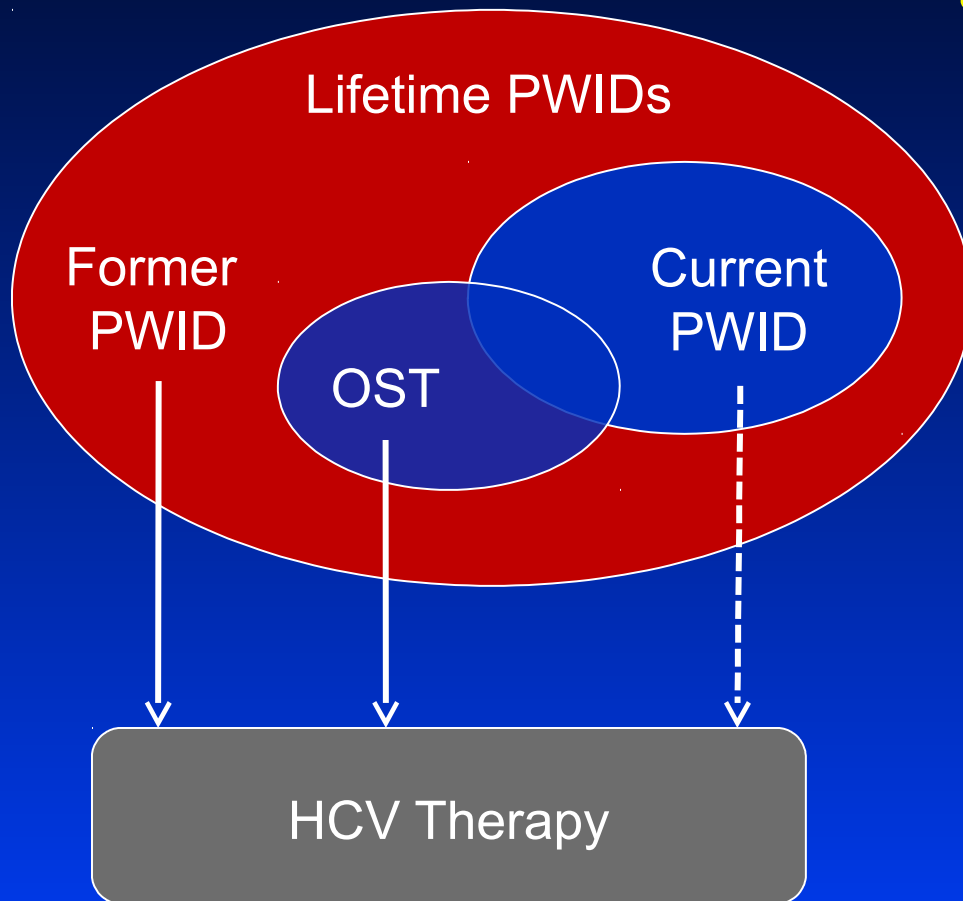 Lifetime PWIDs
Former
PWID
Current
PWID
OST
HCV Therapy